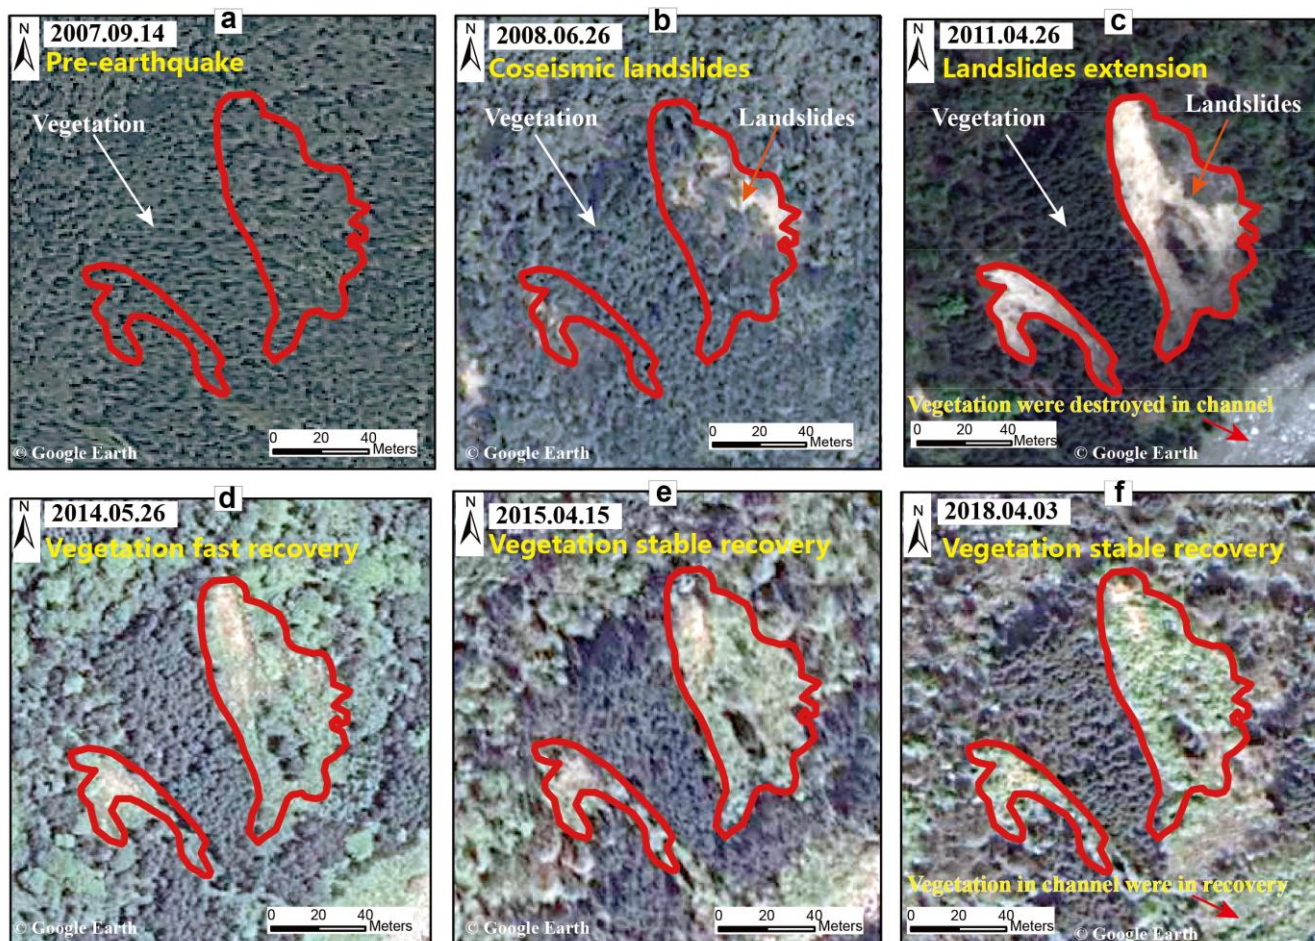 a
N
2007.09.14
Pre-earthquake
Vegetation
0 20 40
Meters
© Google Earth
b
N
2008.06.26
Coseismic landslides
Vegetation
Landslides
0 20 40
Meters
© Google Earth
c
N
2011.04.26
Landslides extension
Vegetation
Landslides
Vegetation were destroyed in channel
0 20 40
Meters
© Google Earth
d
N
2014.05.26
Vegetation fast recovery
0 20 40
Meters
© Google Earth
e
N
2015.04.15
Vegetation stable recovery
0 20 40
Meters
© Google Earth
f
N
2018.04.03
Vegetation stable recovery
Vegetation in channel were in recovery
0 20 40
Meters
© Google Earth